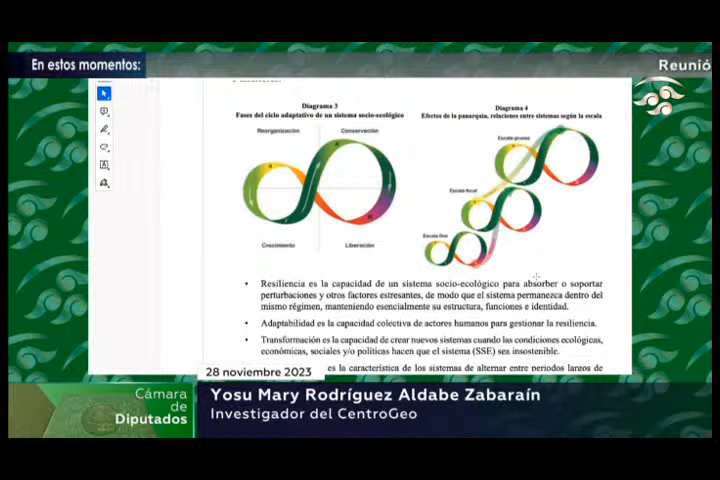 En estos momentos:
Reunió
Diagrama 3
Fases del ciclo adaptativo de un sistema socio-ecológico
Diagrama 4
Efectos de la panarquía, relaciones entre sistemas según la escala
Reorganización
Conservación
Escala gruesa
Escala focal
Escala fina
Crecimiento
Liberación
• Resiliencia es la capacidad de un sistema socio-ecológico para absorber o soportar
perturbaciones y otros factores estresantes, de modo que el sistema permanezca dentro del
mismo régimen, manteniendo esencialmente su estructura, funciones e identidad.
• Adaptabilidad es la capacidad colectiva de actores humanos para gestionar la resiliencia.
• Transformación es la capacidad de crear nuevos sistemas cuando las condiciones ecológicas,
económicas, sociales y/o políticas hacen que el sistema (SSE) sea insostenible.
es la característica de los sistemas de alternar entre periodos largos de
28 noviembre 2023
Cámara
de
Diputados
Yosu Mary Rodríguez Aldabe Zabaraín
Investigador del CentroGeo